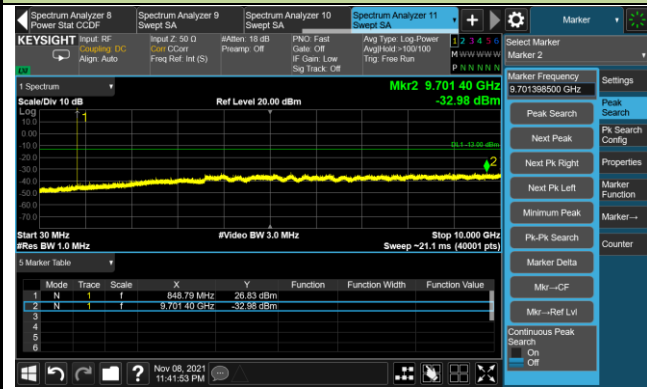 Spectrum Analyzer 8
Power Stat CCDF
Spectrum Analyzer 9
Swept SA
Spectrum Analyzer 10
Swept SA
Spectrum Analyzer 11
Swept SA
Marker
KEYSIGHT
Input: RF
Coupling: DC
Align: Auto
Input Z: 50 Ω
Corr CCorr
Freq Ref: Int (S)
#Atten: 18 dB
Preamp: Off
PNO: Fast
Gate: Off
IF Gain: Low
Sig Track: Off
Avg Type: Log-Power
Avg|Hold:>100/100
Trig: Free Run
1 2 3 4 5 6
M W W W W W
P N N N N N
LXI
1 Spectrum
Scale/Div 10 dB
Ref Level 20.00 dBm
Mkr2 9.701 40 GHz
-32.98 dBm
Log
10.0
0.00
-10.0
-20.0
-30.0
-40.0
-50.0
-60.0
-70.0
1
DL1 -13.00 dBm
2
Start 30 MHz
#Res BW 1.0 MHz
#Video BW 3.0 MHz
Stop 10.000 GHz
Sweep ~21.1 ms (40001 pts)
5 Marker Table
Mode Trace Scale X Y Function Function Width Function Value
1 N 1 f 848.79 MHz 26.83 dBm
2 N 1 f 9.701 40 GHz -32.98 dBm
3
4
5
6
Nov 08, 2021
11:41:53 PM
Select Marker
Marker 2
Marker Frequency
9.701398500 GHz
Peak Search
Next Peak
Next Pk Right
Next Pk Left
Minimum Peak
Pk-Pk Search
Marker Delta
Mkr→CF
Mkr→Ref Lvl
Continuous Peak
Search
On
Off
Settings
Peak
Search
Pk Search
Config
Properties
Marker
Function
Marker→
Counter